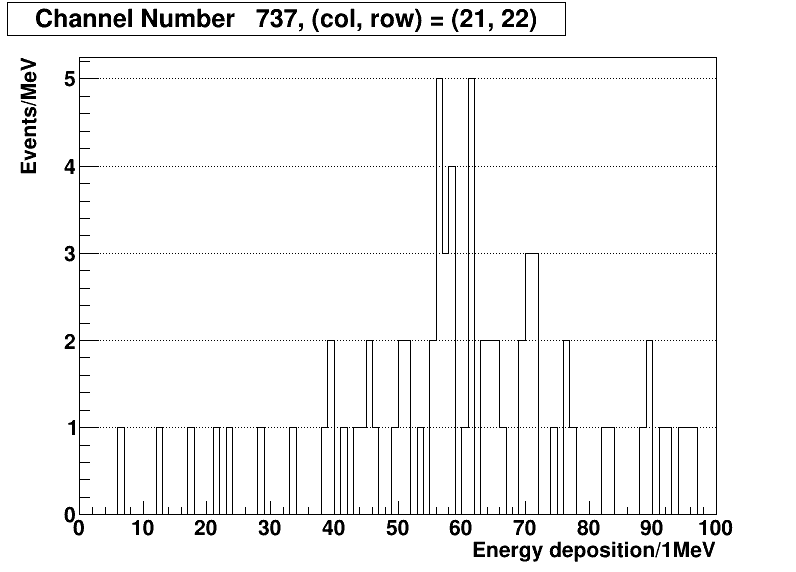 Channel Number 737, (col, row) = (21, 22)
Events/MeV
5
4
3
2
1
0
0 10 20 30 40 50 60 70 80 90 100
Energy deposition/1MeV